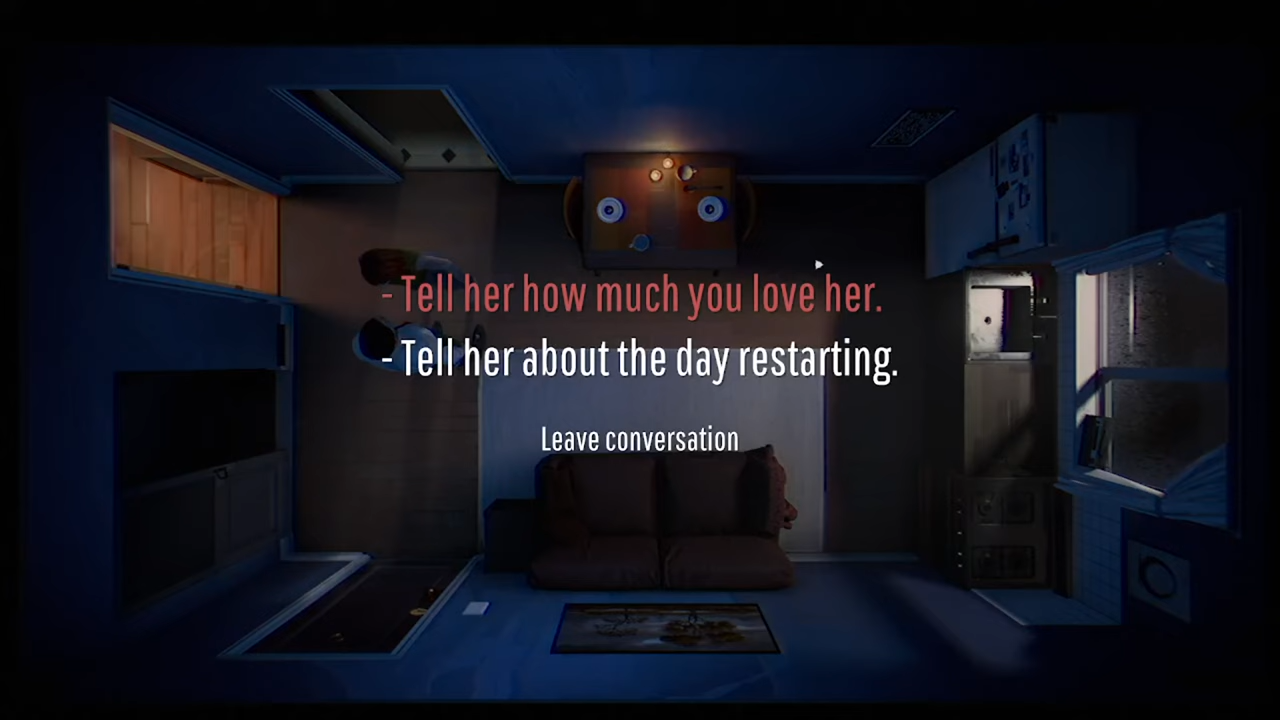 - Tell her how much you love her.
- Tell her about the day restarting.
Leave conversation